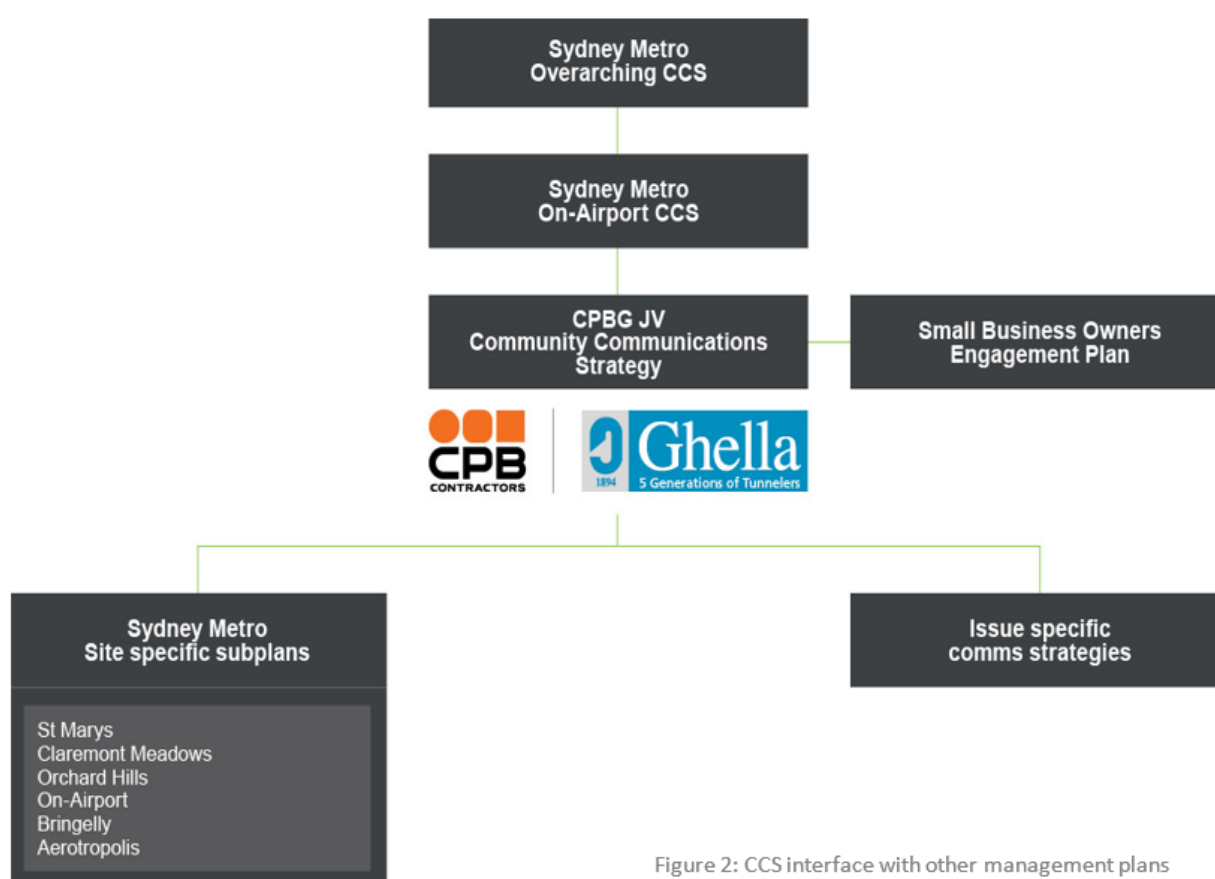 Sydney Metro
Overarching CCS
Sydney Metro
On-Airport CCS
CPBG JV
Community Communications
Strategy
Small Business Owners
Engagement Plan
CPB
CONTRACTORS
Ghella
1894
5 Generations of Tunnelers
Sydney Metro
Site specific subplans
St Marys
Claremont Meadows
Orchard Hills
On-Airport
Bringelly
Aerotropolis
Issue specific
comms strategies
Figure 2: CCS interface with other management plans